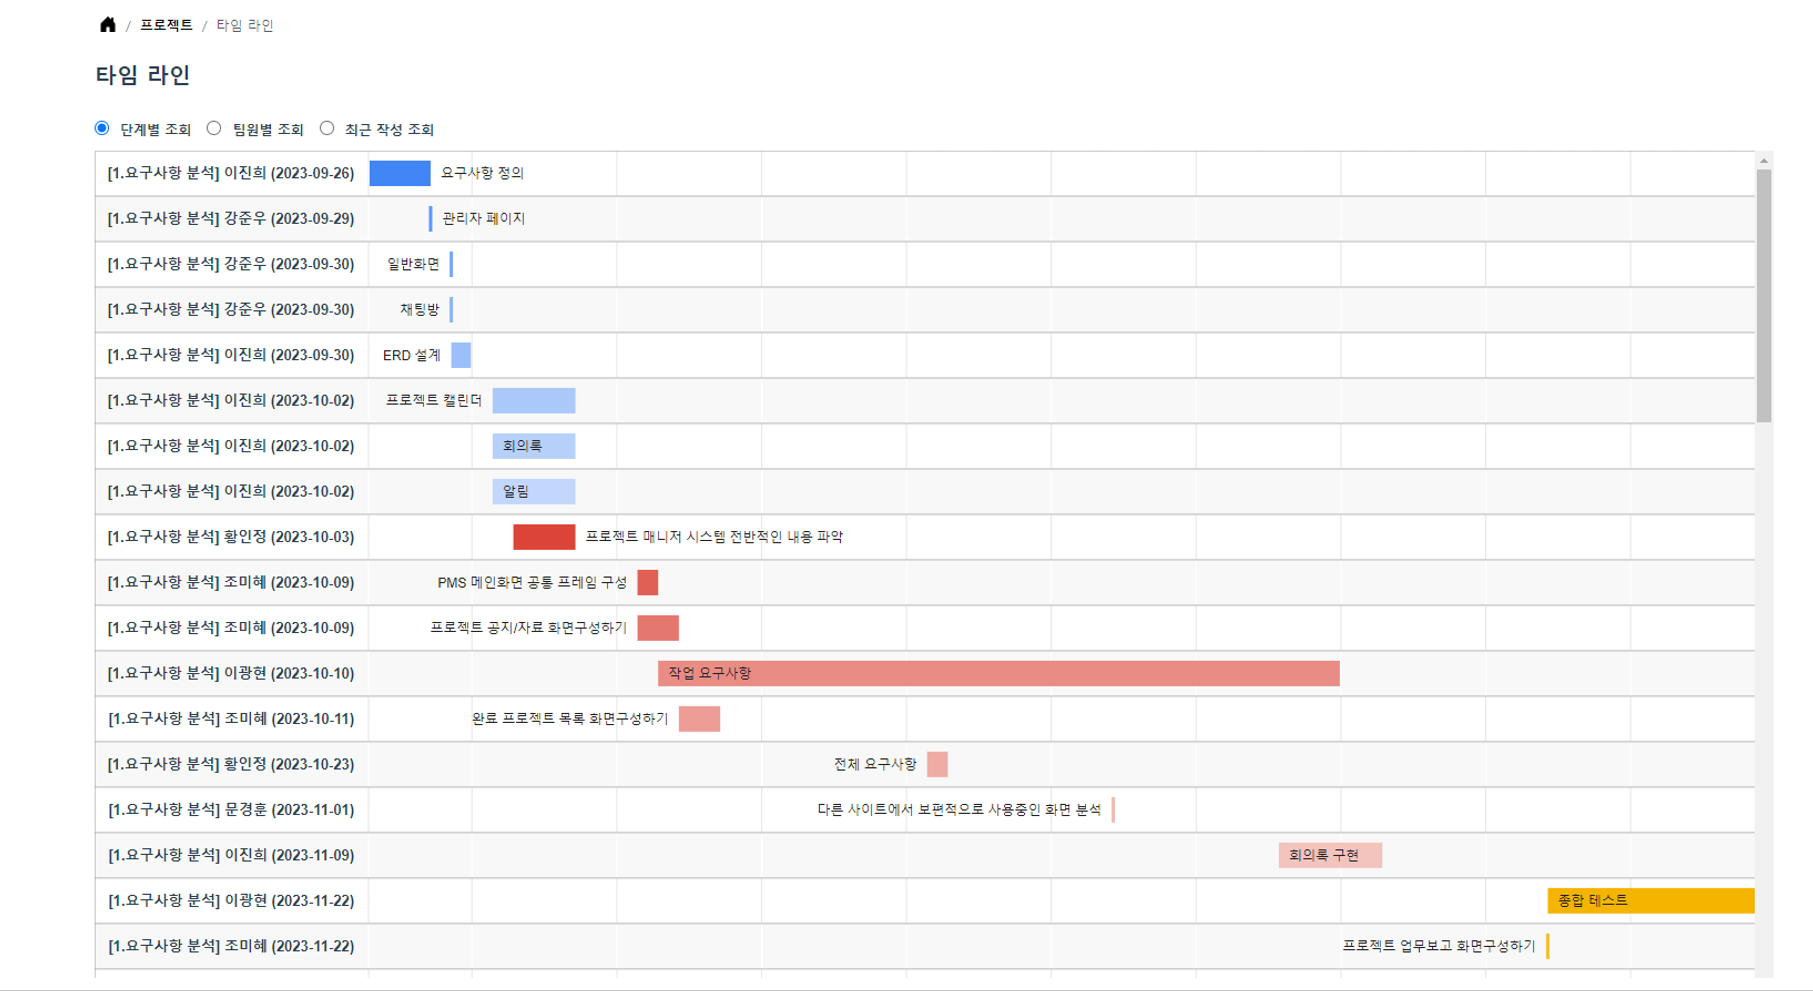 / 프로젝트 / 타임 라인
타임 라인
단계별 조회 팀원별 조회 최근 작성 조회
[1.요구사항 분석] 이진희 (2023-09-26) 요구사항 정의
[1.요구사항 분석] 강준우 (2023-09-29) 관리자 페이지
[1.요구사항 분석] 강준우 (2023-09-30) 일반화면
[1.요구사항 분석] 강준우 (2023-09-30) 채팅방
[1.요구사항 분석] 이진희 (2023-09-30) ERD 설계
[1.요구사항 분석] 이진희 (2023-10-02) 프로젝트 캘린더
[1.요구사항 분석] 이진희 (2023-10-02) 회의록
[1.요구사항 분석] 이진희 (2023-10-02) 알림
[1.요구사항 분석] 황인정 (2023-10-03) 프로젝트 매니저 시스템 전반적인 내용 파악
[1.요구사항 분석] 조미혜 (2023-10-09) PMS 메인화면 공통 프레임 구성
[1.요구사항 분석] 조미혜 (2023-10-09) 프로젝트 공지/자료 화면구성하기
[1.요구사항 분석] 이광현 (2023-10-10) 작업 요구사항
[1.요구사항 분석] 조미혜 (2023-10-11) 완료 프로젝트 목록 화면구성하기
[1.요구사항 분석] 황인정 (2023-10-23) 전체 요구사항
[1.요구사항 분석] 문경훈 (2023-11-01) 다른 사이트에서 보편적으로 사용중인 화면 분석
[1.요구사항 분석] 이진희 (2023-11-09) 회의록 구현
[1.요구사항 분석] 이광현 (2023-11-22) 종합 테스트
[1.요구사항 분석] 조미혜 (2023-11-22) 프로젝트 업무보고 화면구성하기